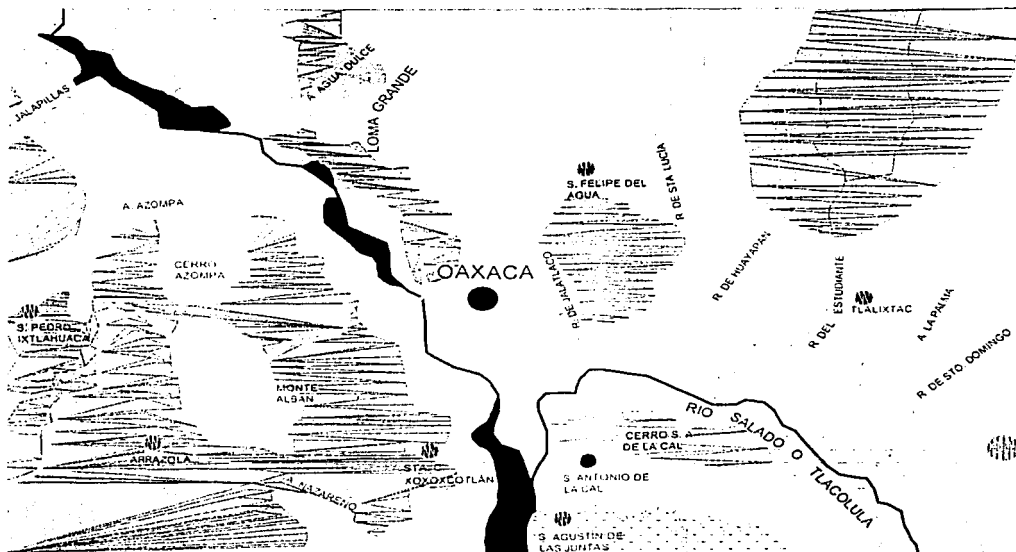 JALAPILLAS
A AGUA DULCE
LOMA GRANDE
S. FELIPE DEL
AGUA
R. DE STA LUCIA
A. AZOMPA
CERRO
AZOMPA
OAXACA
R. DE JALATLACO
R. DE HUAYAPAN
R. DEL ESTUDIANTE
TLALIXTAC
A LA PALMA
R. DE STO. DOMINGO
S. PEDRO
IXTLAHUACA
MONTE
ALBAN
ARRAZOLA
A NAZARENO
STA. C
XOXOXCOTLÁN
CERRO S. A
DE LA CAL
RIO SALADO O TLACOLULA
S. ANTONIO DE
LA CAL
S. AGUSTIN DE
LAS JUNTAS